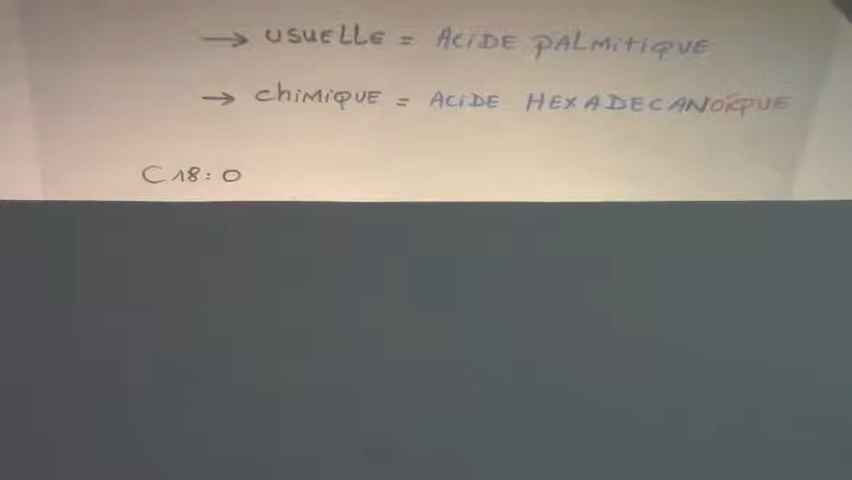 → USUELLE = ACIDE PALMITIQUE
→ CHIMIQUE = ACIDE HEXADECANOÏQUE
C18:0